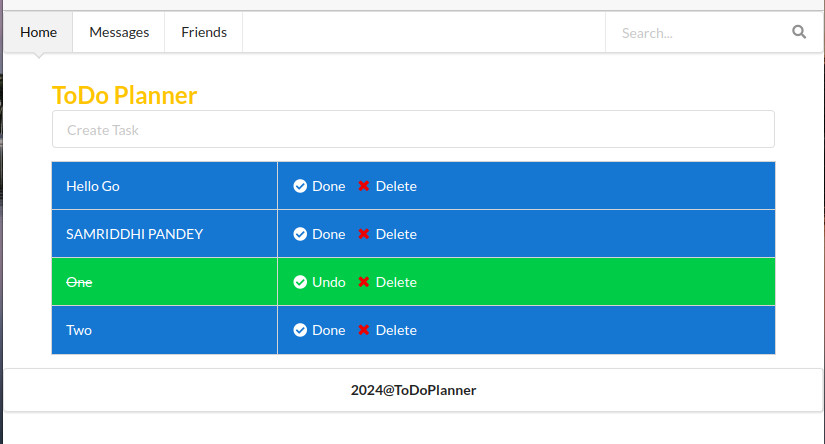 Home Messages Friends Search...
ToDo Planner
Create Task
Hello Go Done Delete
SAMRIDDHI PANDEY Done Delete
One Undo Delete
Two Done Delete
2024@ToDoPlanner